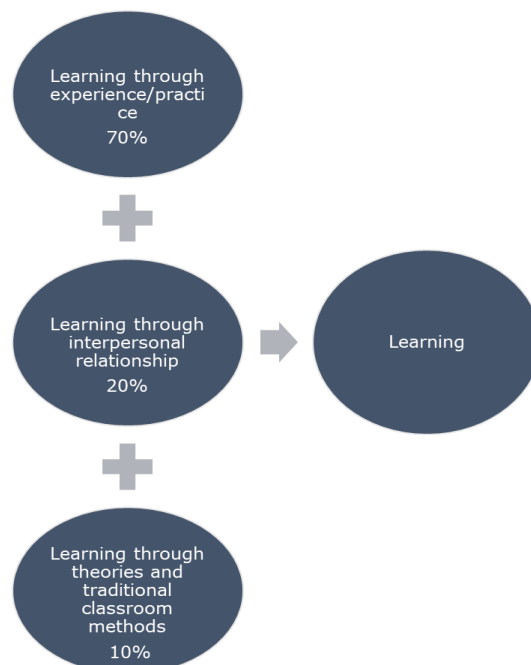 Learning through
experience/practi
ce
70%
Learning through
interpersonal
relationship
20%
Learning
Learning through
theories and
traditional
classroom
methods
10%